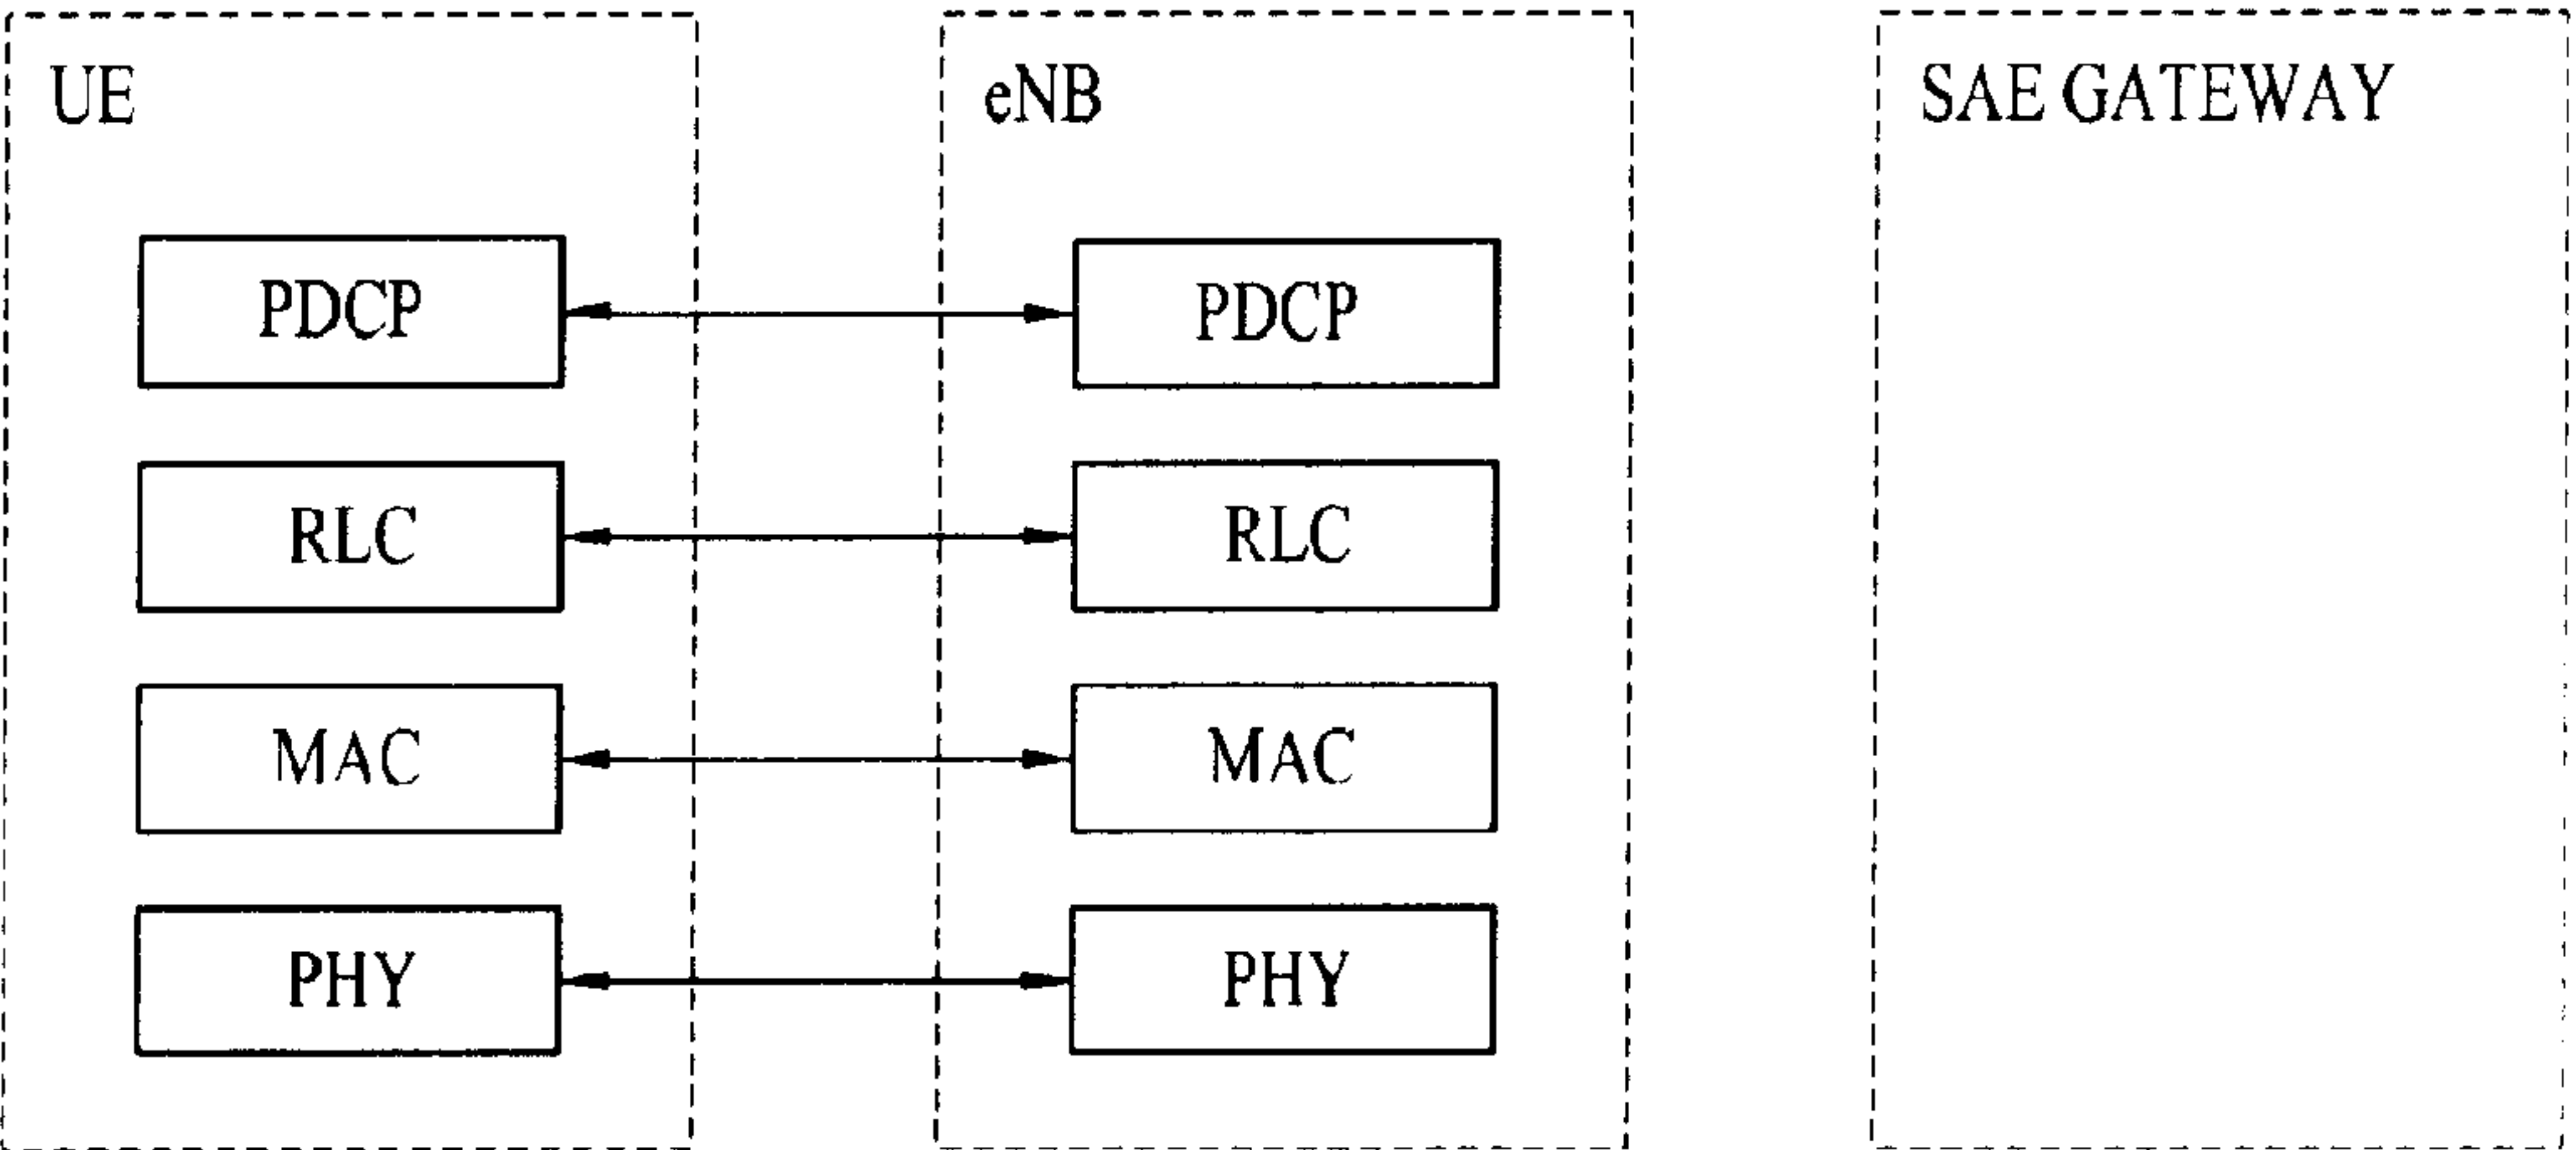 UE
eNB
SAE GATEWAY
PDCP
PDCP
RLC
RLC
MAC
MAC
PHY
PHY